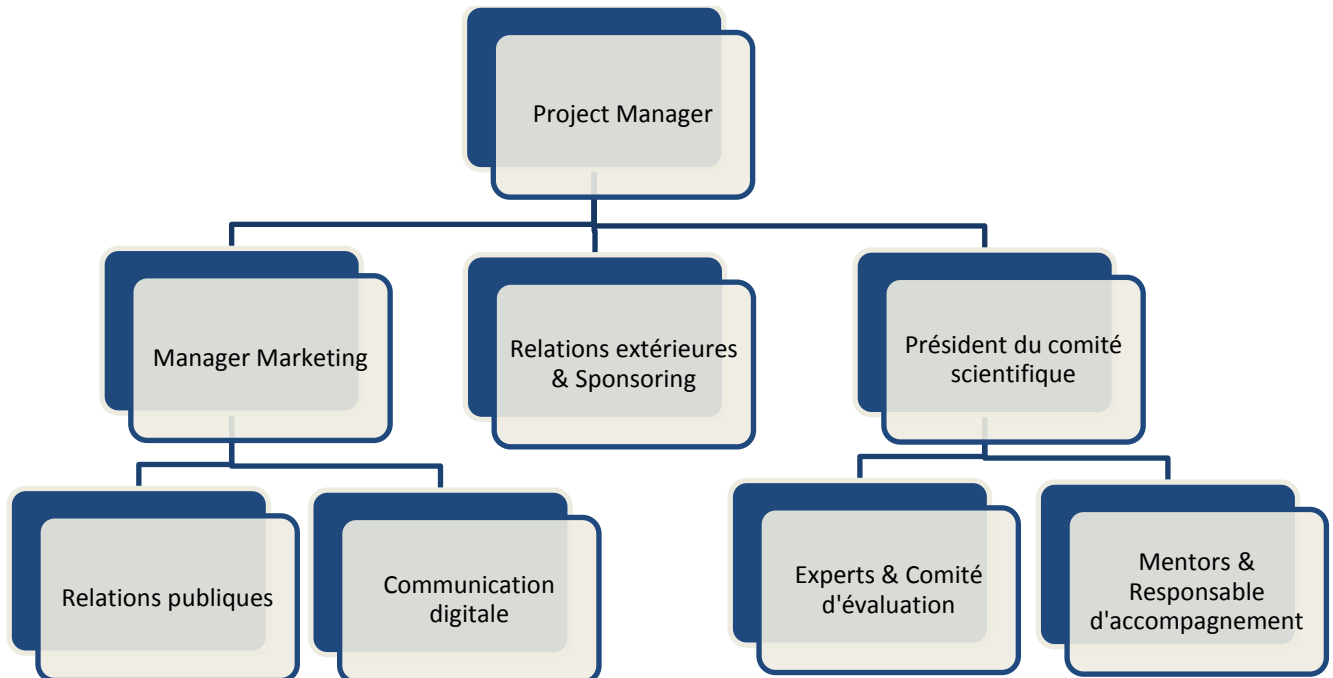 Project Manager
Manager Marketing
Relations extérieures
& Sponsoring
Président du comité
scientifique
Relations publiques
Communication
digitale
Experts & Comité
d'évaluation
Mentors &
Responsable
d'accompagnement